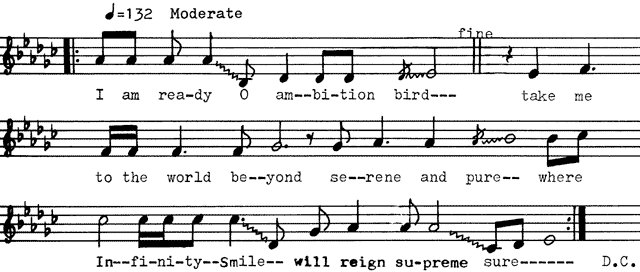 ♩=132 Moderate
fine
I am rea-dy O am--bi-tion bird--- take me
to the world be--yond se--rene and pure-- where
In--fi-ni-ty--Smile-- will reign su-preme sure------ D.C.